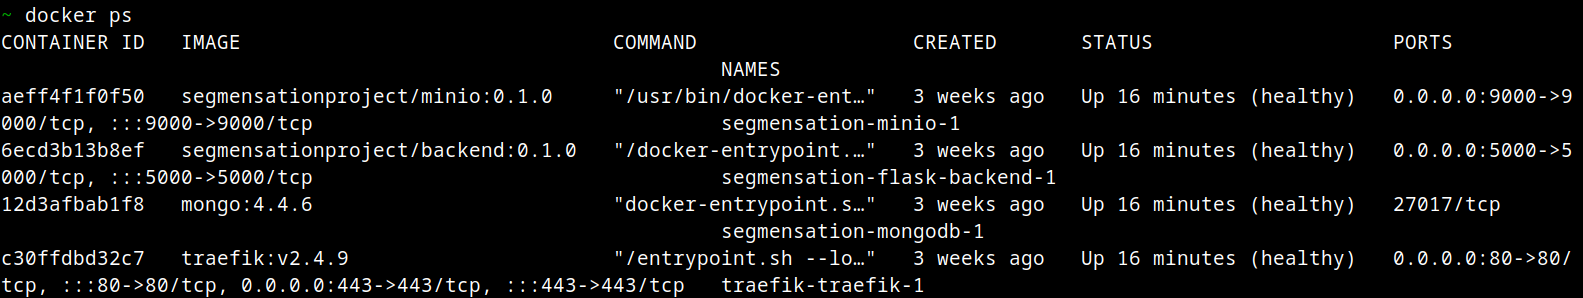 ~ docker ps
CONTAINER ID   IMAGE                               COMMAND                  CREATED       STATUS                    PORTS
                                                            NAMES
aeff4f1f0f50   segmensationproject/minio:0.1.0     "/usr/bin/docker-ent…"   3 weeks ago   Up 16 minutes (healthy)   0.0.0.0:9000->9
000/tcp, :::9000->9000/tcp                                  segmensation-minio-1
6ecd3b13b8ef   segmensationproject/backend:0.1.0   "/docker-entrypoint.…"   3 weeks ago   Up 16 minutes (healthy)   0.0.0.0:5000->5
000/tcp, :::5000->5000/tcp                                  segmensation-flask-backend-1
12d3afbab1f8   mongo:4.4.6                         "docker-entrypoint.s…"   3 weeks ago   Up 16 minutes (healthy)   27017/tcp
                                                            segmensation-mongodb-1
c30ffdbd32c7   traefik:v2.4.9                      "/entrypoint.sh --lo…"   3 weeks ago   Up 16 minutes (healthy)   0.0.0.0:80->80/
tcp, :::80->80/tcp, 0.0.0.0:443->443/tcp, :::443->443/tcp   traefik-traefik-1